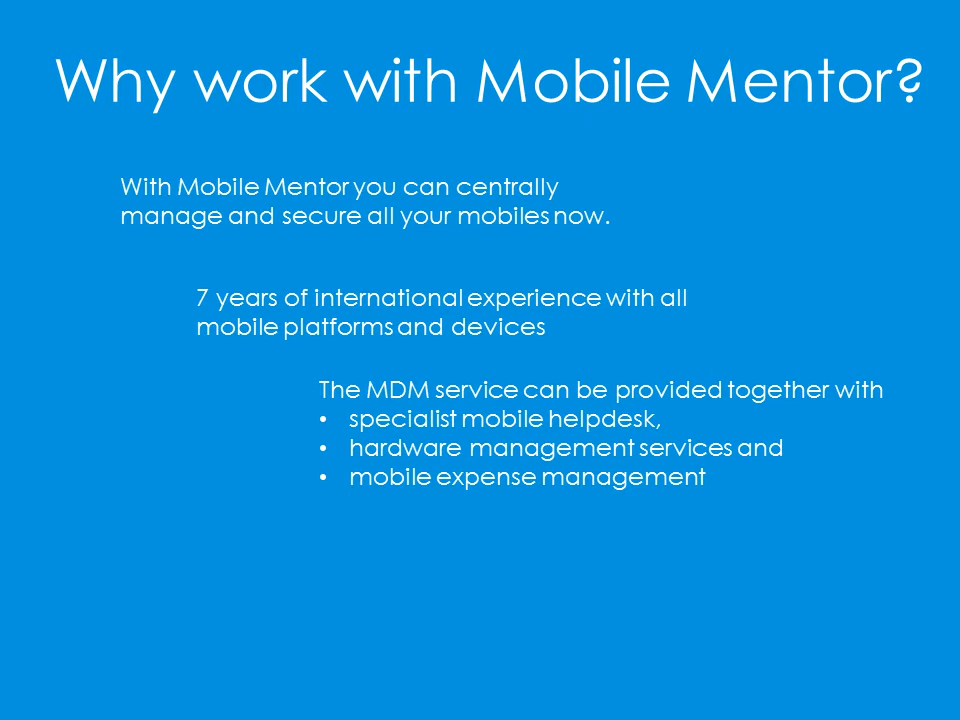 Why work with Mobile Mentor?
With Mobile Mentor you can centrally
manage and secure all your mobiles now.
7 years of international experience with all
mobile platforms and devices
The MDM service can be provided together with
• specialist mobile helpdesk,
• hardware management services and
• mobile expense management